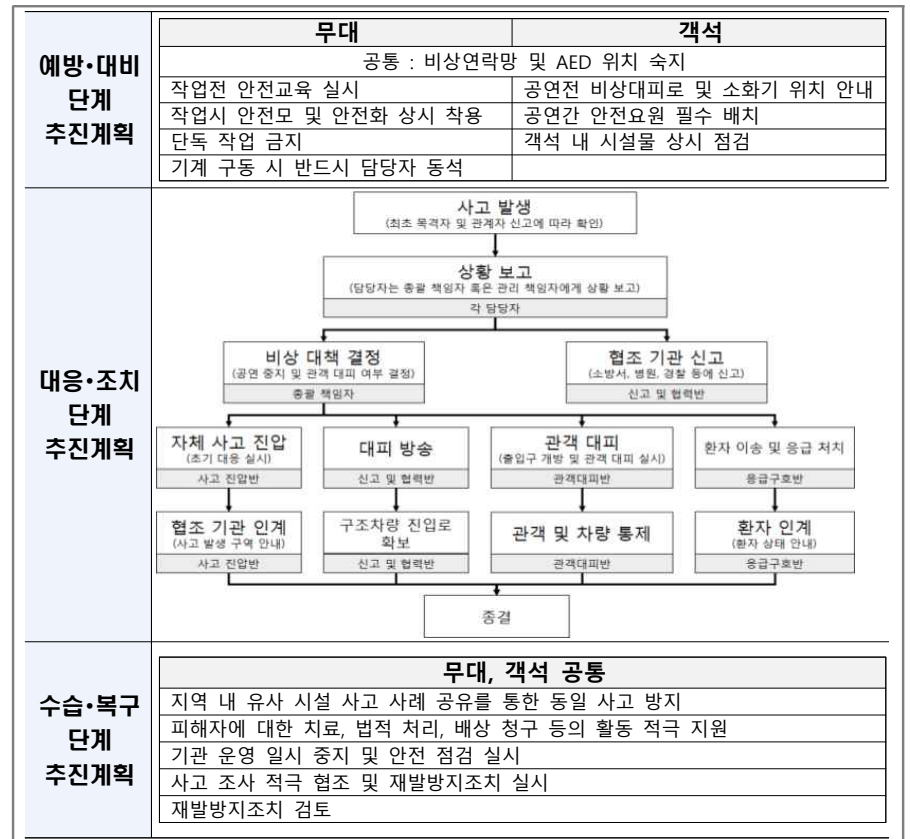 예방·대비
단계
추진계획
무대 객석
공통 : 비상연락망 및 AED 위치 숙지
작업전 안전교육 실시 공연전 비상대피로 및 소화기 위치 안내
작업시 안전모 및 안전화 상시 착용 공연간 안전요원 필수 배치
단독 작업 금지 객석 내 시설물 상시 점검
기계 구동 시 반드시 담당자 동석
대응·조치
단계
추진계획
사고 발생
(최초 목격자 및 관계자 신고에 따라 확인)
상황 보고
(담당자는 총괄 책임자 혹은 관리 책임자에게 상황 보고)
각 담당자
비상 대책 결정 협조 기관 신고
(공연 중지 및 관객 대피 여부 결정) (소방서, 병원, 경찰 등에 신고)
총괄 책임자 신고 및 협력반
자체 사고 진압 대피 방송 관객 대피 환자 이송 및 응급 처치
(초기 대응 실시) (출입구 개방 및 관객 대피 실시)
사고 진압반 신고 및 협력반 관객대피반 응급구호반
협조 기관 인계 구조차량 진입로 관객 및 차량 통제 환자 인계
(사고 발생 구역 안내) 확보 (환자 상태 안내)
사고 진압반 신고 및 협력반 관객대피반 응급구호반
종결
수습·복구
단계
추진계획
무대, 객석 공통
지역 내 유사 시설 사고 사례 공유를 통한 동일 사고 방지
피해자에 대한 치료, 법적 처리, 배상 청구 등의 활동 적극 지원
기관 운영 일시 중지 및 안전 점검 실시
사고 조사 적극 협조 및 재발방지조치 실시
재발방지조치 검토